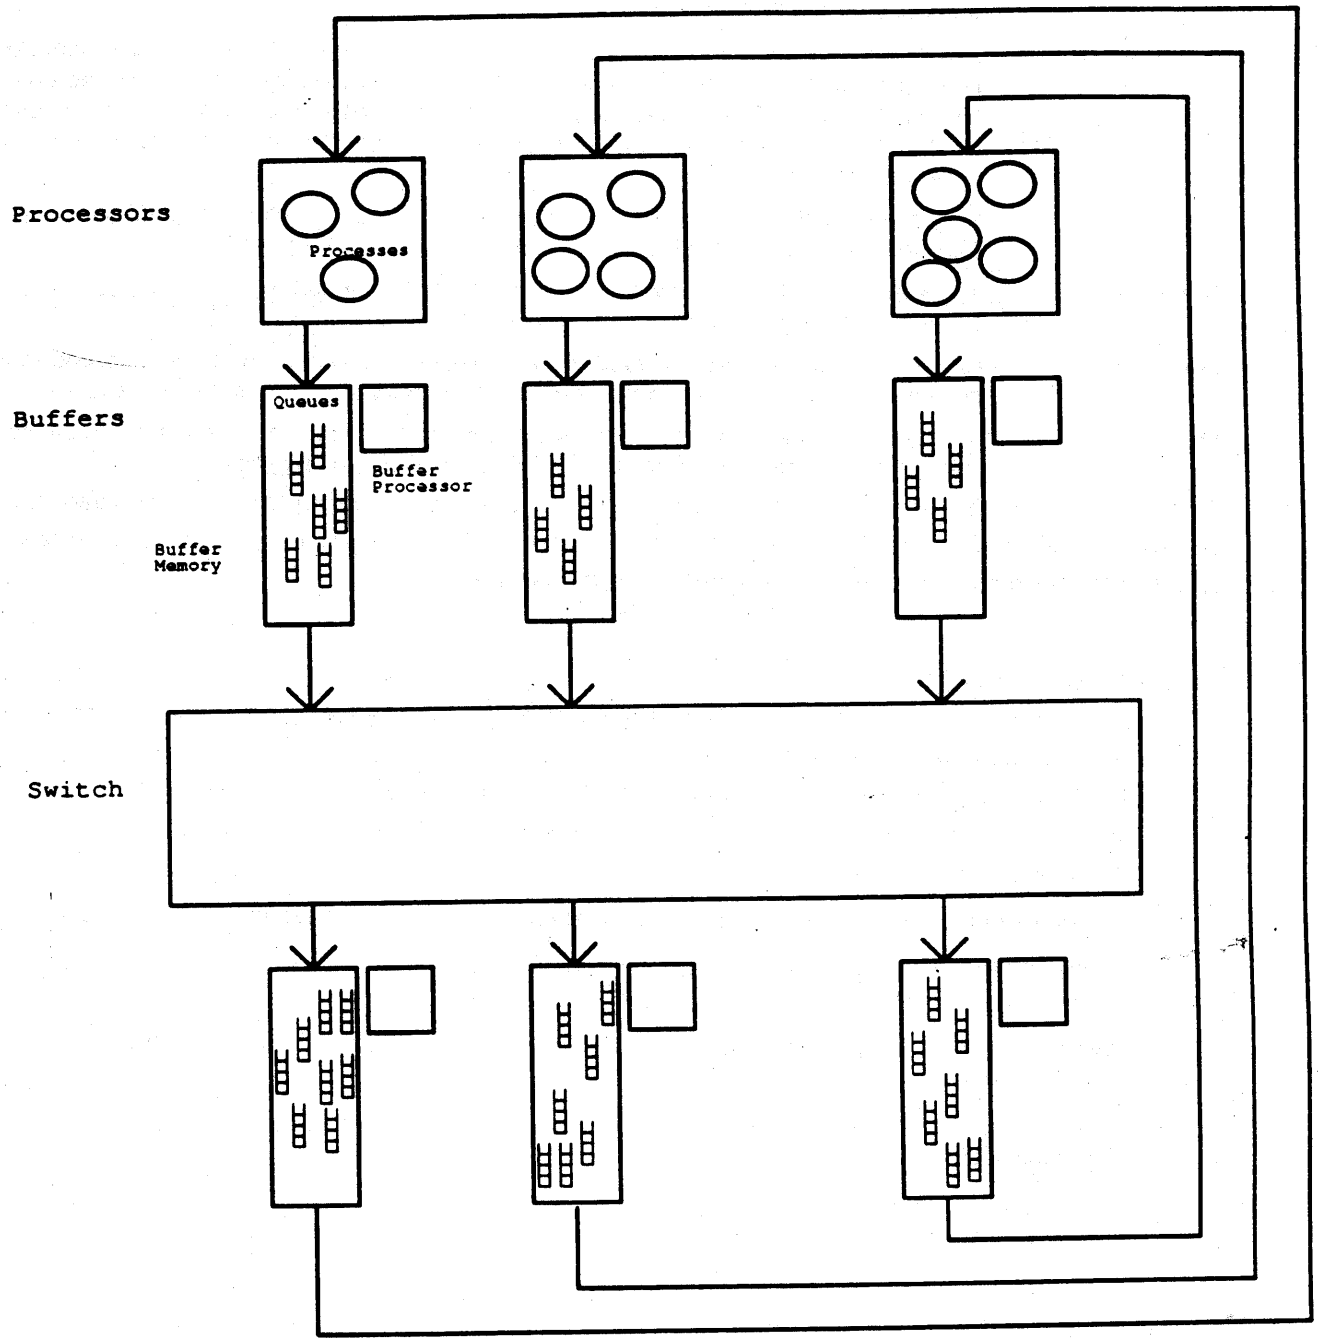 Processors
Processes
Buffers
Queues
Buffer
Processor
Buffer
Memory
Switch